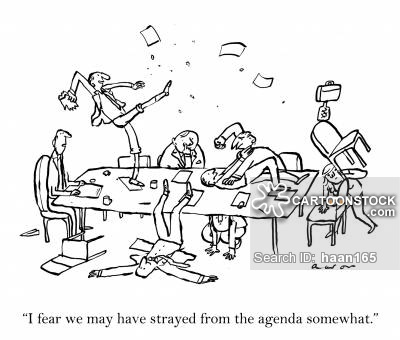 CARTOONSTOCK
.com
Search ID: haan165
"I fear we may have strayed from the agenda somewhat."